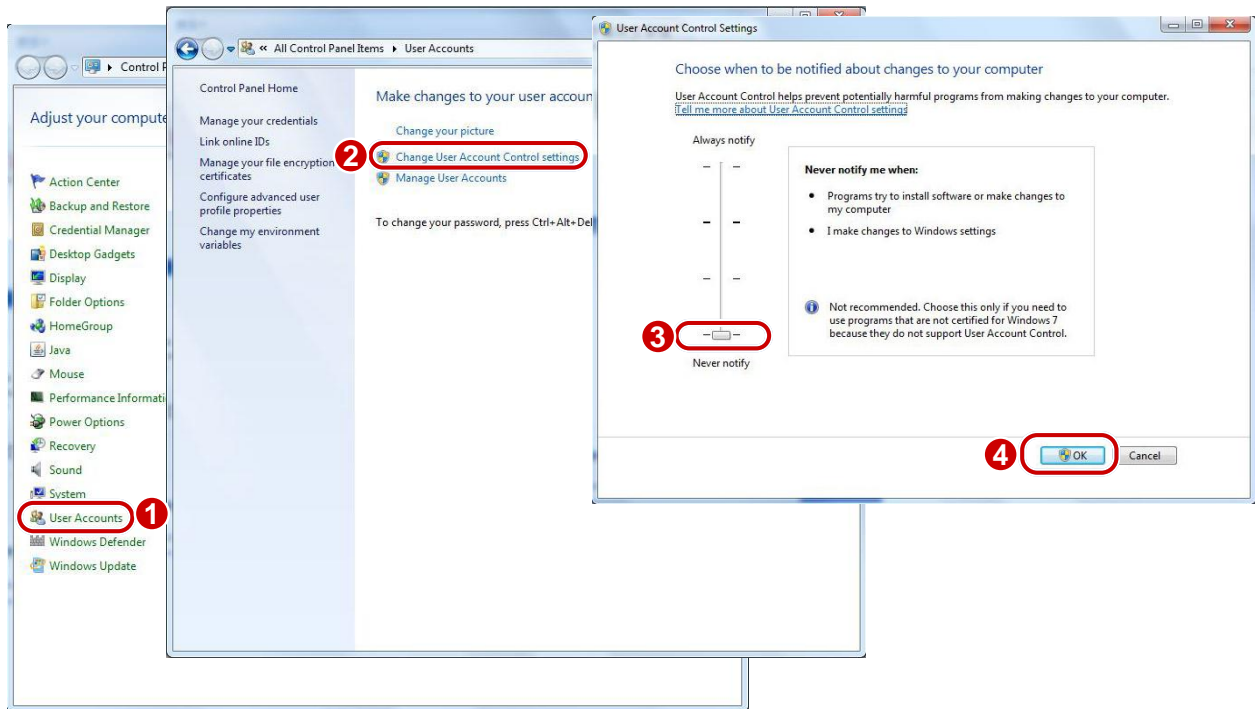 Control P
Adjust your compute
Action Center
Backup and Restore
Credential Manager
Desktop Gadgets
Display
Folder Options
HomeGroup
Java
Mouse
Performance Informati
Power Options
Recovery
Sound
System
User Accounts
1
Windows Defender
Windows Update
« All Control Panel Items ▸ User Accounts
Control Panel Home
Manage your credentials
Link online IDs
Manage your file encryption
certificates
Configure advanced user
profile properties
Change my environment
variables
Make changes to your user accoun
Change your picture
2
Change User Account Control settings
Manage User Accounts
To change your password, press Ctrl+Alt+Del
User Account Control Settings
Choose when to be notified about changes to your computer
User Account Control helps prevent potentially harmful programs from making changes to your computer.
Tell me more about User Account Control settings
Always notify
3
Never notify
Never notify me when:
• Programs try to install software or make changes to
my computer
• I make changes to Windows settings
Not recommended. Choose this only if you need to
use programs that are not certified for Windows 7
because they do not support User Account Control.
4
OK
Cancel